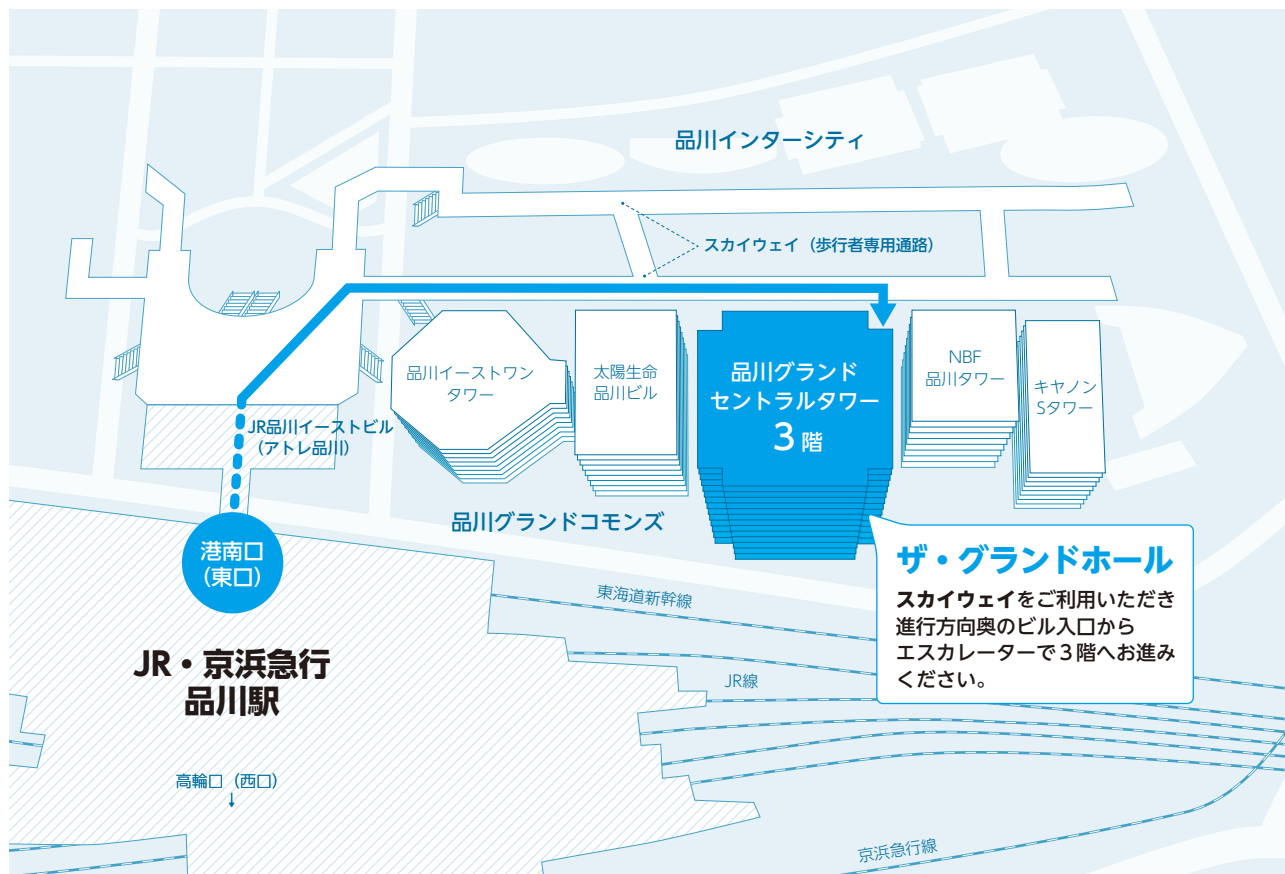 品川インターシティ
スカイウェイ（歩行者専用通路）
品川イーストワン
タワー
太陽生命
品川ビル
品川グランド
セントラルタワー
3階
NBF
品川タワー
キヤノン
Sタワー
JR品川イーストビル
（アトレ品川）
品川グランドコモンズ
港南口
(東口)
ザ・グランドホール
スカイウェイをご利用いただき
進行方向奥のビル入口から
エスカレーターで3階へお進み
ください。
東海道新幹線
JR・京浜急行
品川駅
JR線
高輪口（西口）
↓
京浜急行線